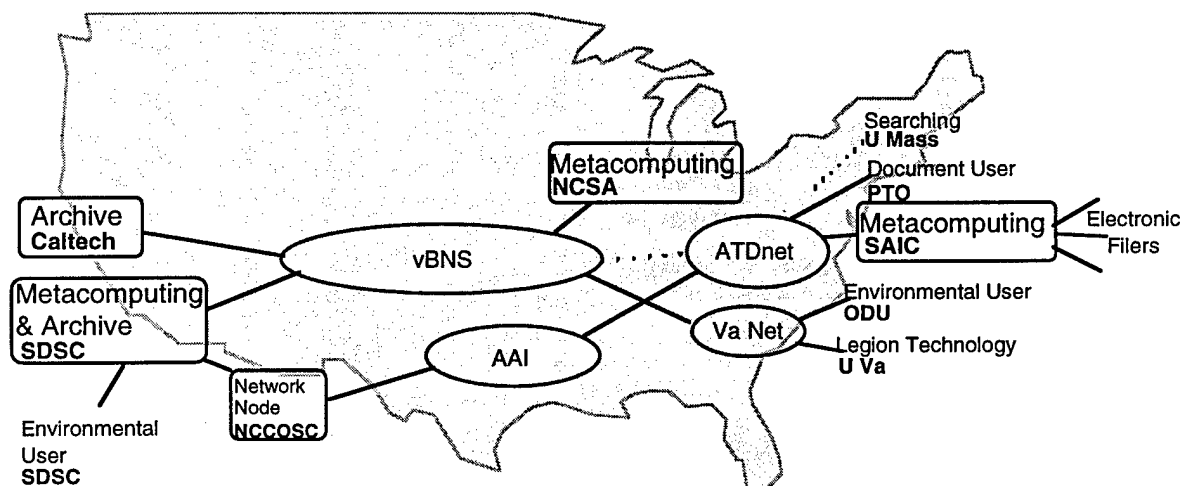 Searching
U Mass
Document User
PTO
Metacomputing
NCSA
Archive
Caltech
vBNS
ATDnet
Metacomputing
SAIC
Electronic
Filers
Metacomputing
& Archive
SDSC
Environmental User
ODU
Va Net
Legion Technology
U Va
AAI
Network
Node
NCCOSC
Environmental
User
SDSC